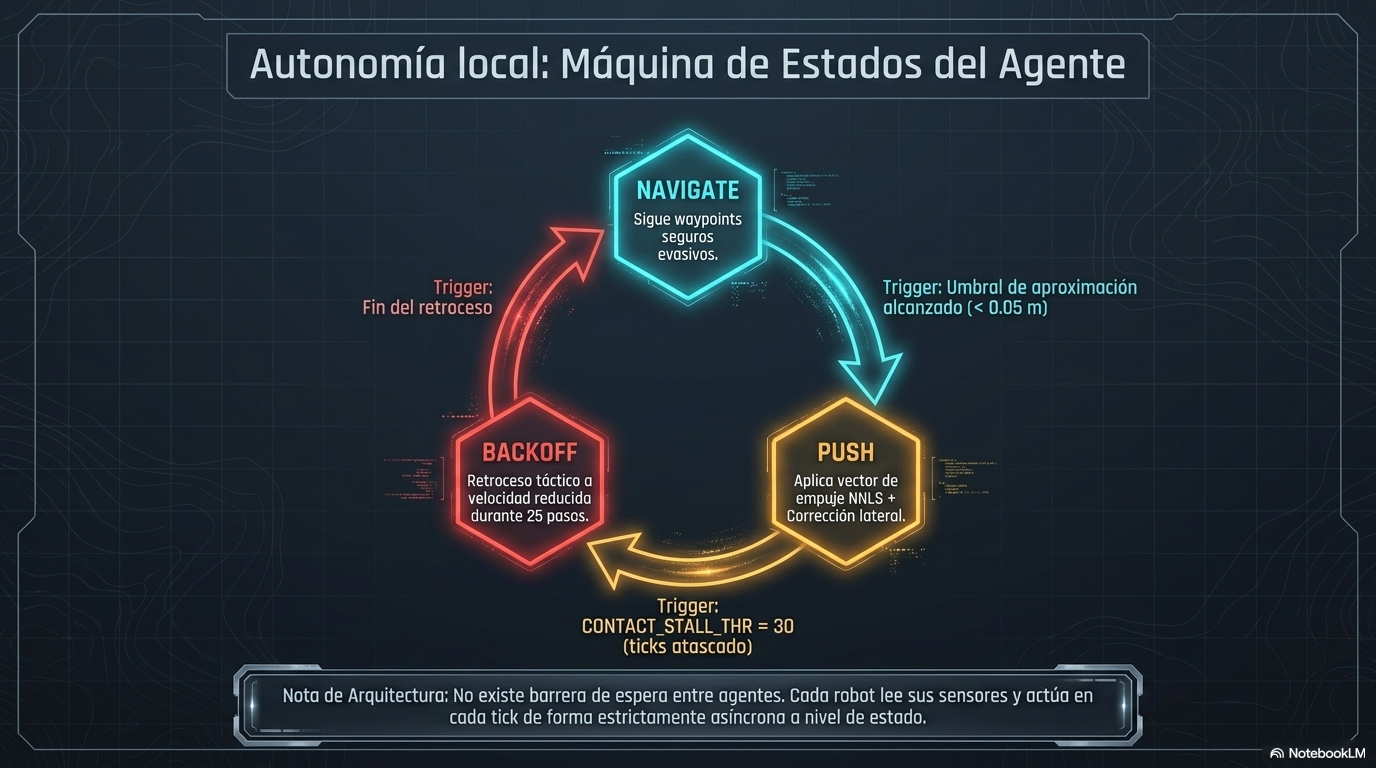 Autonomía local: Máquina de Estados del Agente
NAVIGATE
Sigue waypoints
seguros
evasivos.
Trigger:
Fin del retroceso
Trigger: Umbral de aproximación
alcanzado (< 0.05 m)
BACKOFF
Retroceso táctico a
velocidad reducida
durante 25 pasos.
PUSH
Aplica vector de
empuje NNLS +
Corrección lateral.
Trigger:
CONTACT_STALL_THR = 30
(ticks atascado)
Nota de Arquitectura: No existe barrera de espera entre agentes. Cada robot lee sus sensores y actúa en
cada tick de forma estrictamente asíncrona a nivel de estado.
NotebookLM